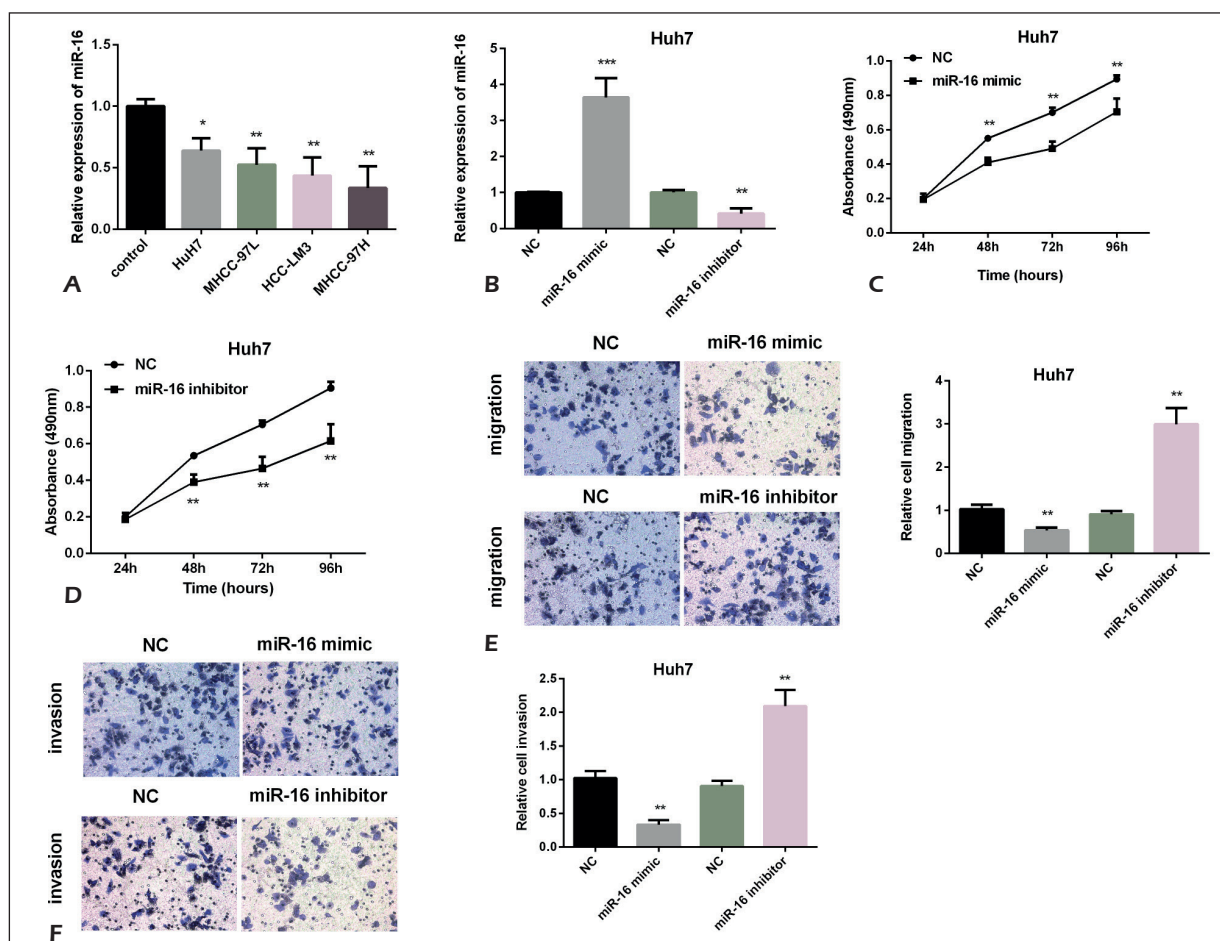 Relative expression of miR-16
1.5
1.0
0.5
0.0
*
**
**
**
control
HuH7
MHCC-97L
HCC-LM3
MHCC-97H
A
Huh7
Relative expression of miR-16
6
4
2
1
0
***
**
NC
miR-16 mimic
NC
miR-16 inhibitor
B
Huh7
NC
miR-16 mimic
Absorbance (490nm)
1.0
0.8
0.6
0.4
0.2
0.0
**
**
**
24h
48h
72h
96h
Time (hours)
C
Huh7
NC
miR-16 inhibitor
Absorbance (490nm)
1.0
0.8
0.6
0.4
0.2
0.0
**
**
**
24h
48h
72h
96h
Time (hours)
D
NC
miR-16 mimic
migration
NC
miR-16 inhibitor
migration
E
Huh7
Relative cell migration
4
3
2
1
0
**
**
NC
miR-16 mimic
NC
miR-16 inhibitor
NC
miR-16 mimic
invasion
NC
miR-16 inhibitor
invasion
F
Huh7
Relative cell invasion
2.5
2.0
1.5
1.0
0.5
0.0
**
**
NC
miR-16 mimic
NC
miR-16 inhibitor